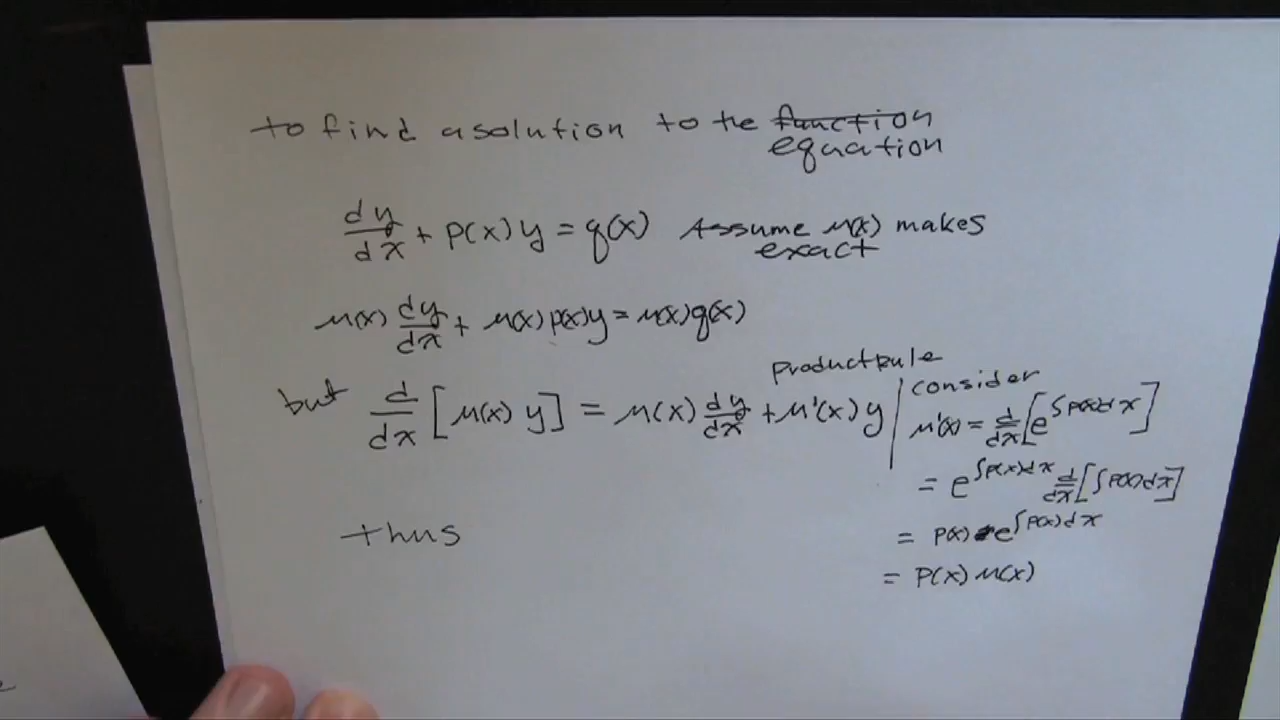 to find a solution to the function
equation
dy/dx + p(x) y = q(x) Assume μ(x) makes
exact
μ(x) dy/dx + μ(x) p(x) y = μ(x) q(x)
product rule
but d/dx [μ(x) y] = μ(x) dy/dx + μ'(x) y
consider
μ'(x) = d/dx [e^∫p(x)dx]
= e^∫p(x)dx d/dx [∫p(x)dx]
= p(x) e^∫p(x)dx
= p(x) μ(x)
thus